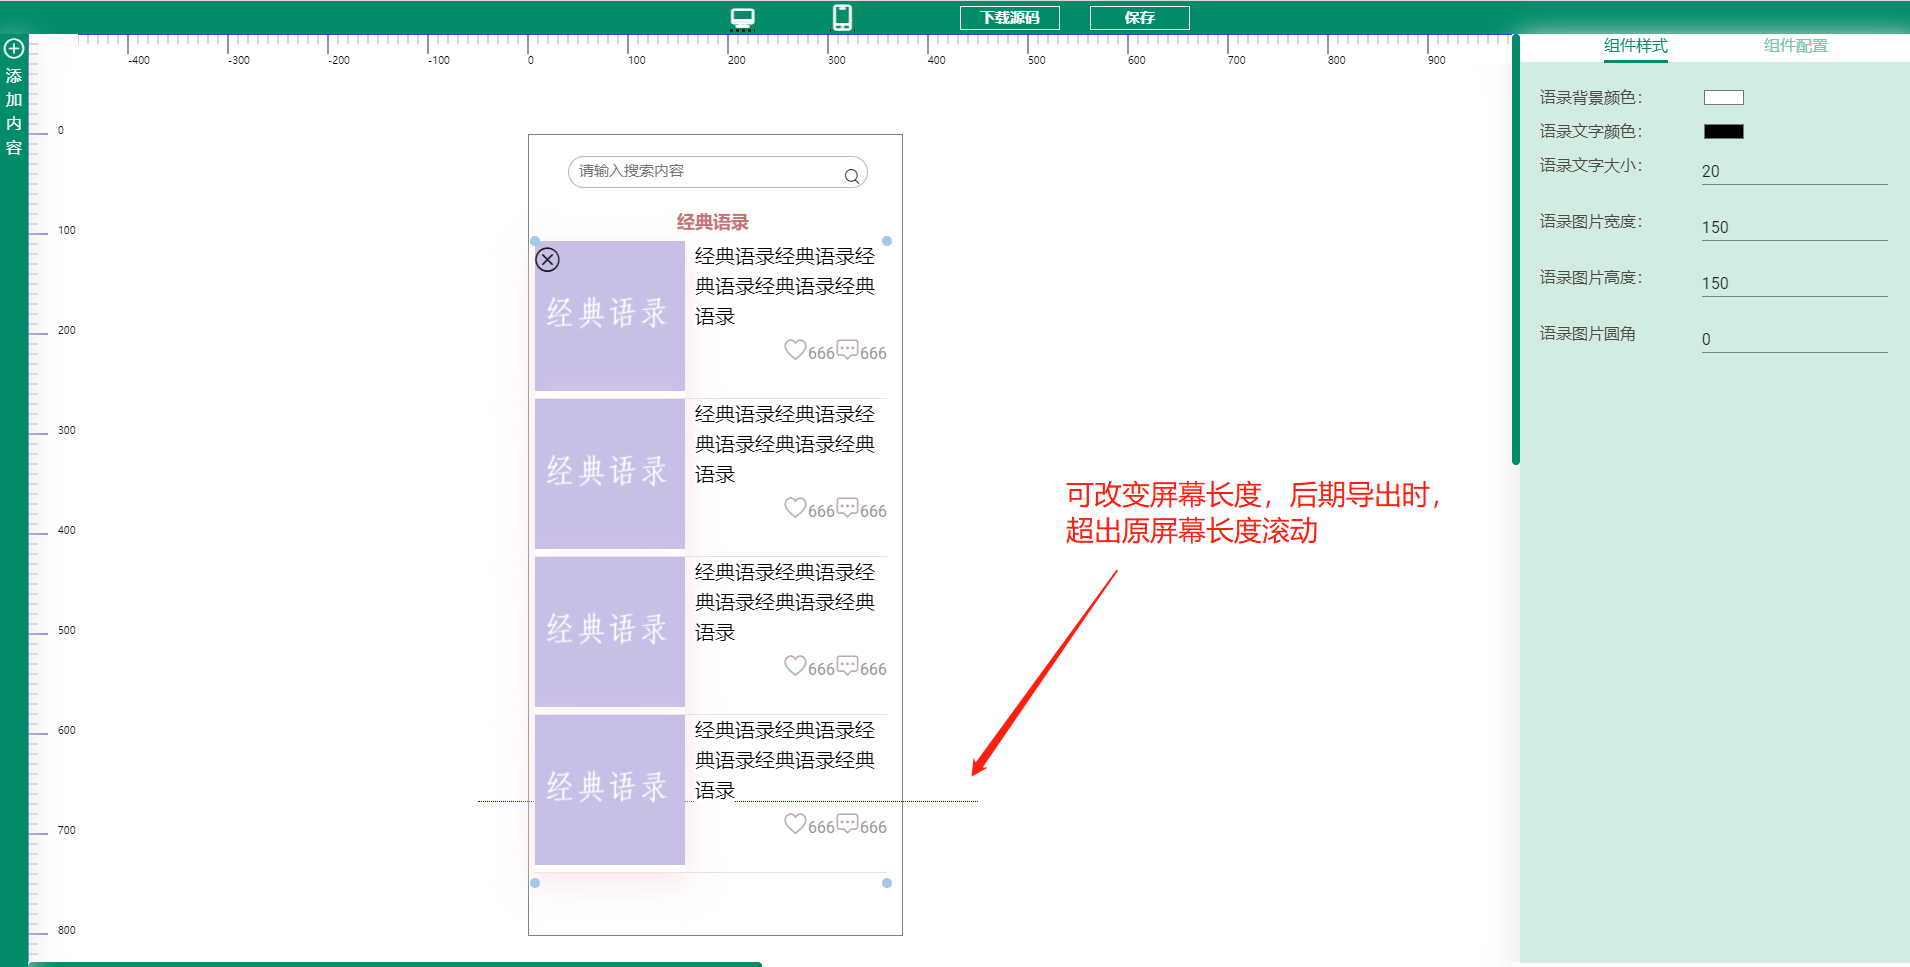 下载源码
保存
添加内容
组件样式
组件配置
-400
-300
-200
-100
0
100
200
300
400
500
600
700
800
900
0
100
200
300
400
500
600
700
800
请输入搜索内容
经典语录
经典语录
经典语录经典语录经
典语录经典语录经典
语录
666
666
经典语录
经典语录经典语录经
典语录经典语录经典
语录
666
666
经典语录
经典语录经典语录经
典语录经典语录经典
语录
666
666
经典语录
经典语录经典语录经
典语录经典语录经典
语录
666
666
可改变屏幕长度，后期导出时，
超出原屏幕长度滚动
语录背景颜色：
语录文字颜色：
语录文字大小：
20
语录图片宽度：
150
语录图片高度：
150
语录图片圆角
0